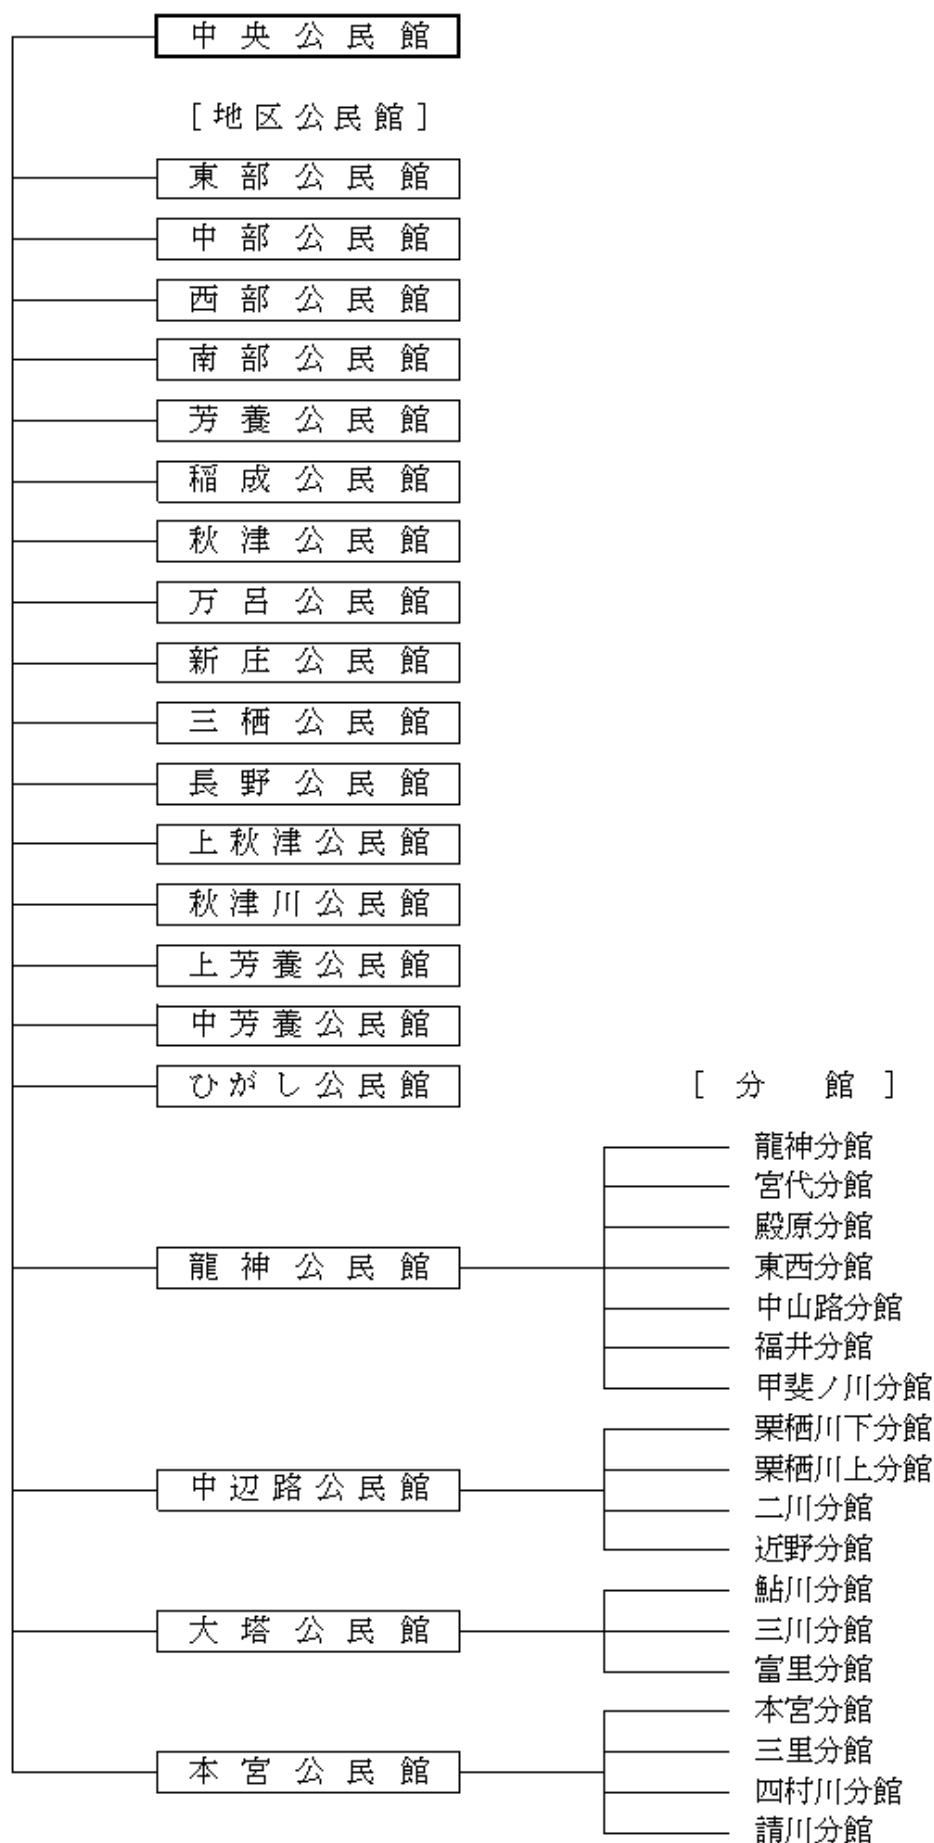 中央公民館
[地区公民館]
東部公民館
中部公民館
西部公民館
南部公民館
芳養公民館
稲成公民館
秋津公民館
万呂公民館
新庄公民館
三栖公民館
長野公民館
上秋津公民館
秋津川公民館
上芳養公民館
中芳養公民館
ひがし公民館
[分館]
龍神公民館
龍神分館
宮代分館
殿原分館
東西分館
中山路分館
福井分館
甲斐ノ川分館
中辺路公民館
栗栖川下分館
栗栖川上分館
二川分館
近野分館
大塔公民館
鮎川分館
三川分館
富里分館
本宮公民館
本宮分館
三里分館
四村川分館
請川分館